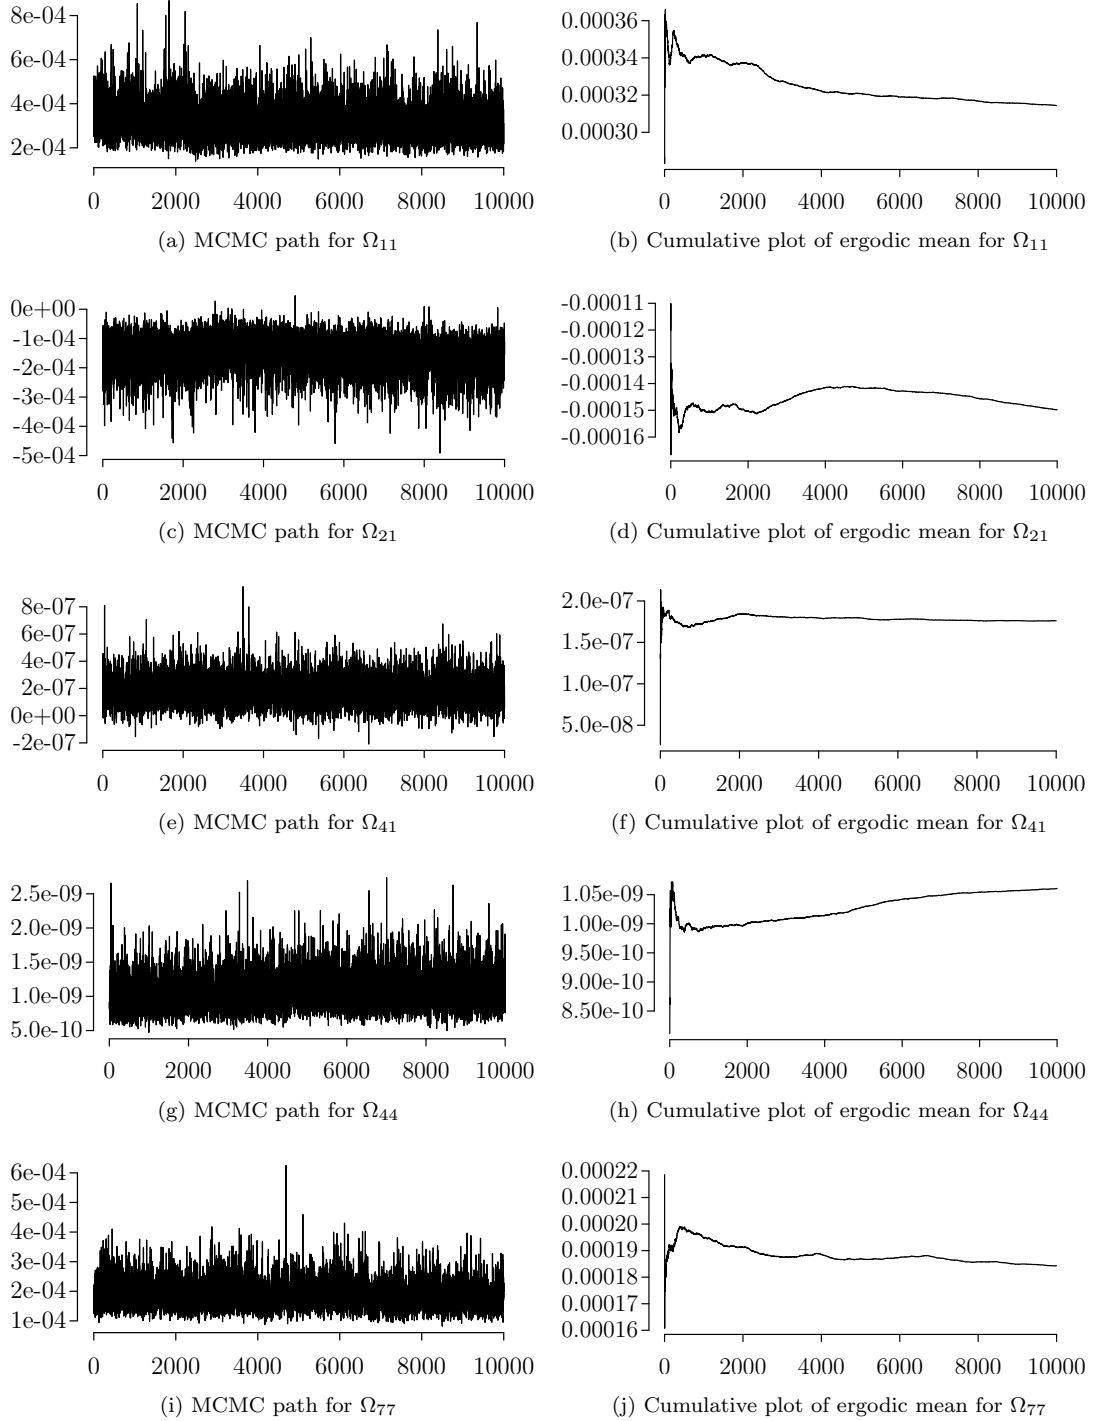 8e-04
6e-04
4e-04
2e-04
0 2000 4000 6000 8000 10000
(a) MCMC path for Ω₁₁
0.00036
0.00034
0.00032
0.00030
0 2000 4000 6000 8000 10000
(b) Cumulative plot of ergodic mean for Ω₁₁
0e+00
-1e-04
-2e-04
-3e-04
-4e-04
-5e-04
0 2000 4000 6000 8000 10000
(c) MCMC path for Ω₂₁
-0.00011
-0.00012
-0.00013
-0.00014
-0.00015
-0.00016
0 2000 4000 6000 8000 10000
(d) Cumulative plot of ergodic mean for Ω₂₁
8e-07
6e-07
4e-07
2e-07
0e+00
-2e-07
0 2000 4000 6000 8000 10000
(e) MCMC path for Ω₄₁
2.0e-07
1.5e-07
1.0e-07
5.0e-08
0 2000 4000 6000 8000 10000
(f) Cumulative plot of ergodic mean for Ω₄₁
2.5e-09
2.0e-09
1.5e-09
1.0e-09
5.0e-10
0 2000 4000 6000 8000 10000
(g) MCMC path for Ω₄₄
1.05e-09
1.00e-09
9.50e-10
9.00e-10
8.50e-10
0 2000 4000 6000 8000 10000
(h) Cumulative plot of ergodic mean for Ω₄₄
6e-04
5e-04
4e-04
3e-04
2e-04
1e-04
0 2000 4000 6000 8000 10000
(i) MCMC path for Ω₇₇
0.00022
0.00021
0.00020
0.00019
0.00018
0.00017
0.00016
0 2000 4000 6000 8000 10000
(j) Cumulative plot of ergodic mean for Ω₇₇